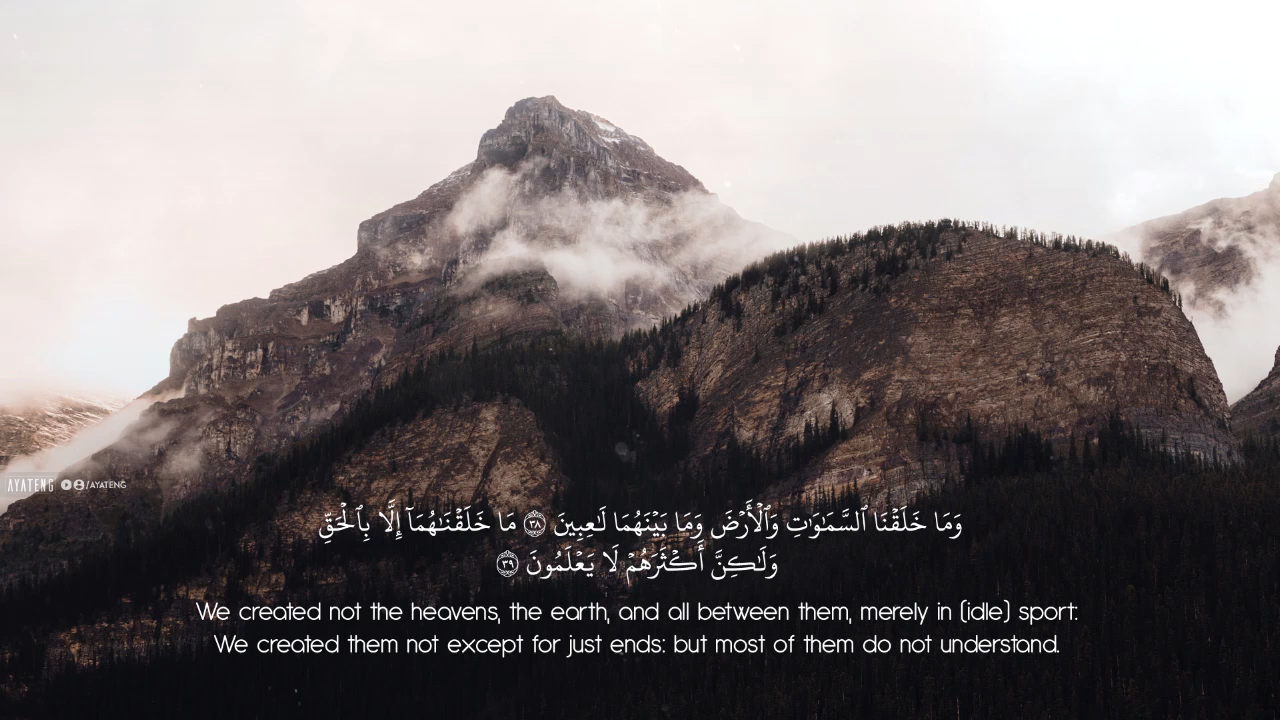 AYATENG /AYATENG
وَمَا خَلَقْنَا ٱلسَّمَـٰوَٰتِ وَٱلْأَرْضَ وَمَا بَيْنَهُمَا لَـٰعِبِينَ ٣٨ مَا خَلَقْنَـٰهُمَآ إِلَّا بِٱلْحَقِّ
وَلَـٰكِنَّ أَكْثَرَهُمْ لَا يَعْلَمُونَ ٣٩
We created not the heavens, the earth, and all between them, merely in (idle) sport:
We created them not except for just ends: but most of them do not understand.